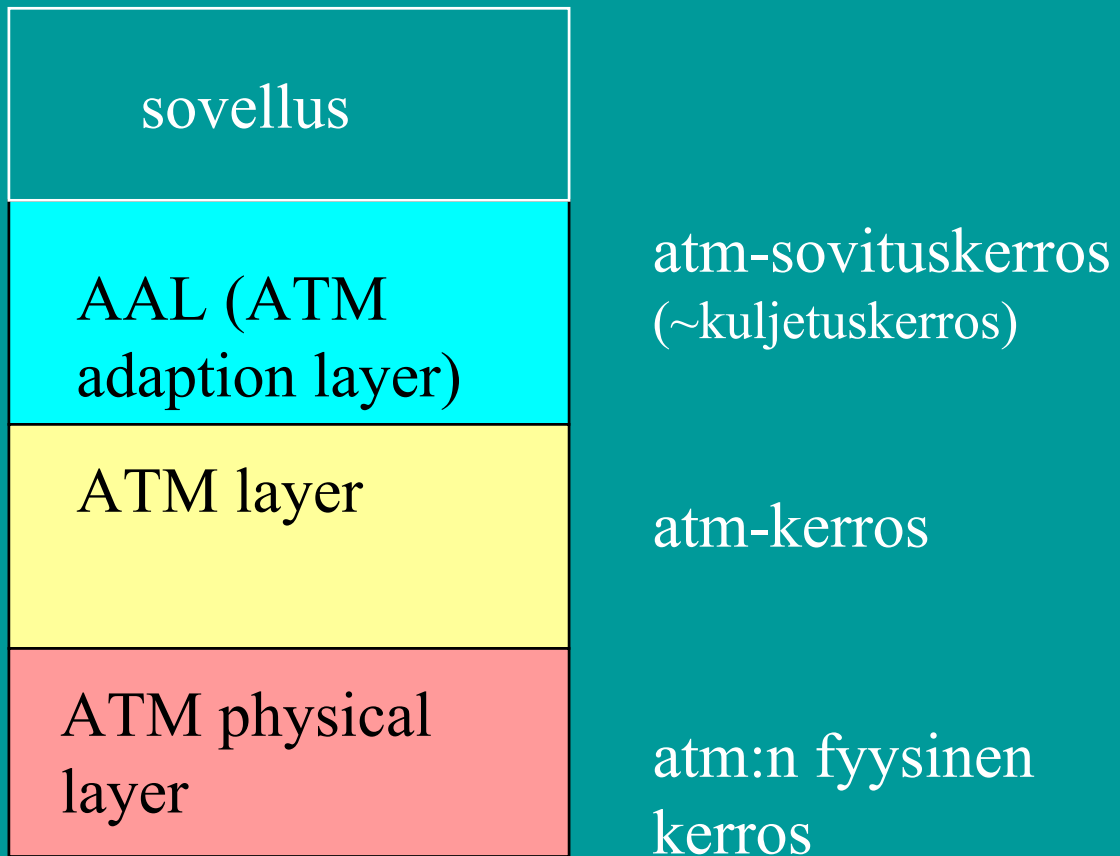 sovellus
AAL (ATM
adaption layer)
atm-sovituskerros
(~kuljetuskerros)
ATM layer
atm-kerros
ATM physical
layer
atm:n fyysinen
kerros